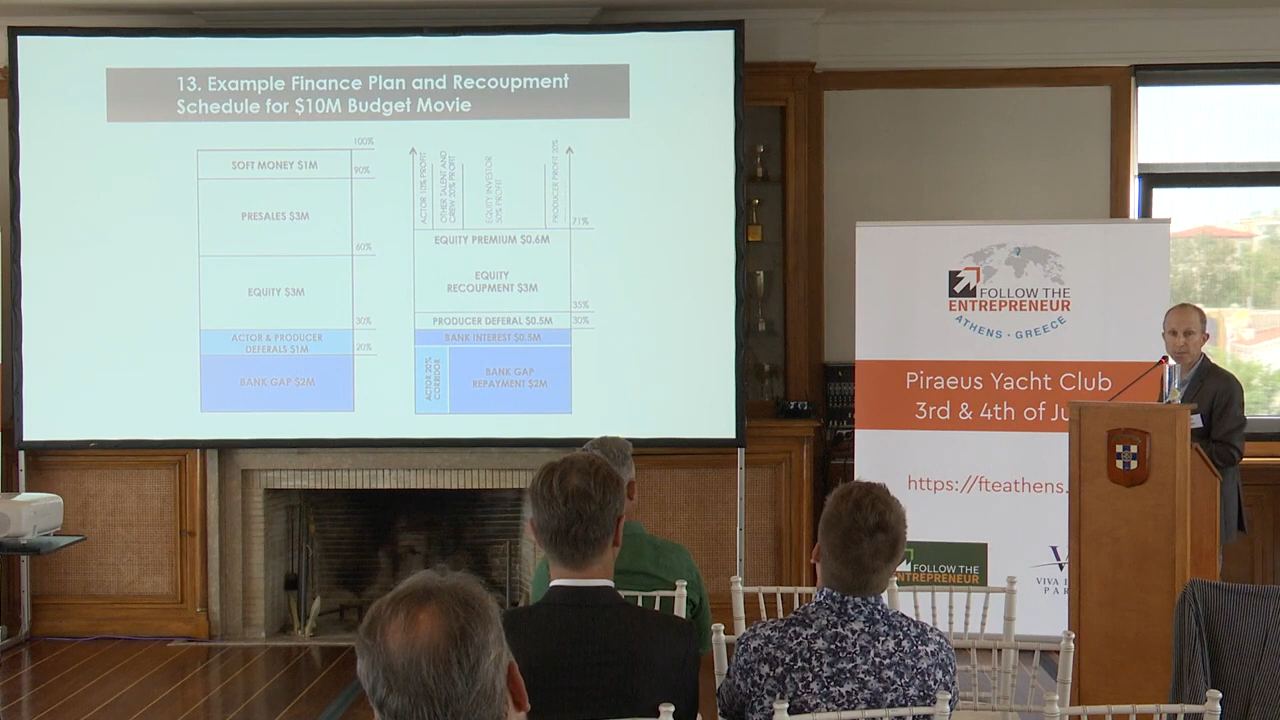 13. Example Finance Plan and Recoupment
Schedule for $10M Budget Movie
100%
SOFT MONEY $1M
90%
PRESALES $3M
60%
EQUITY $3M
30%
ACTOR & PRODUCER
DEFERALS $1M
20%
BANK GAP $2M
ACTOR 10% PROFIT
OTHER TALENT AND
CREW 20% PROFIT
EQUITY INVESTOR
50% PROFIT
PRODUCER PROFIT 20%
71%
EQUITY PREMIUM $0.6M
EQUITY
RECOUPMENT $3M
35%
PRODUCER DEFERAL $0.5M
30%
BANK INTEREST $0.5M
ACTOR 20%
CORRIDOR
BANK GAP
REPAYMENT $2M
FOLLOW THE
ENTREPRENEUR
ATHENS · GREECE
Piraeus Yacht Club
3rd & 4th of Ju
https://fteathens.
FOLLOW THE
ENTREPRENEUR
VIVA
PAR